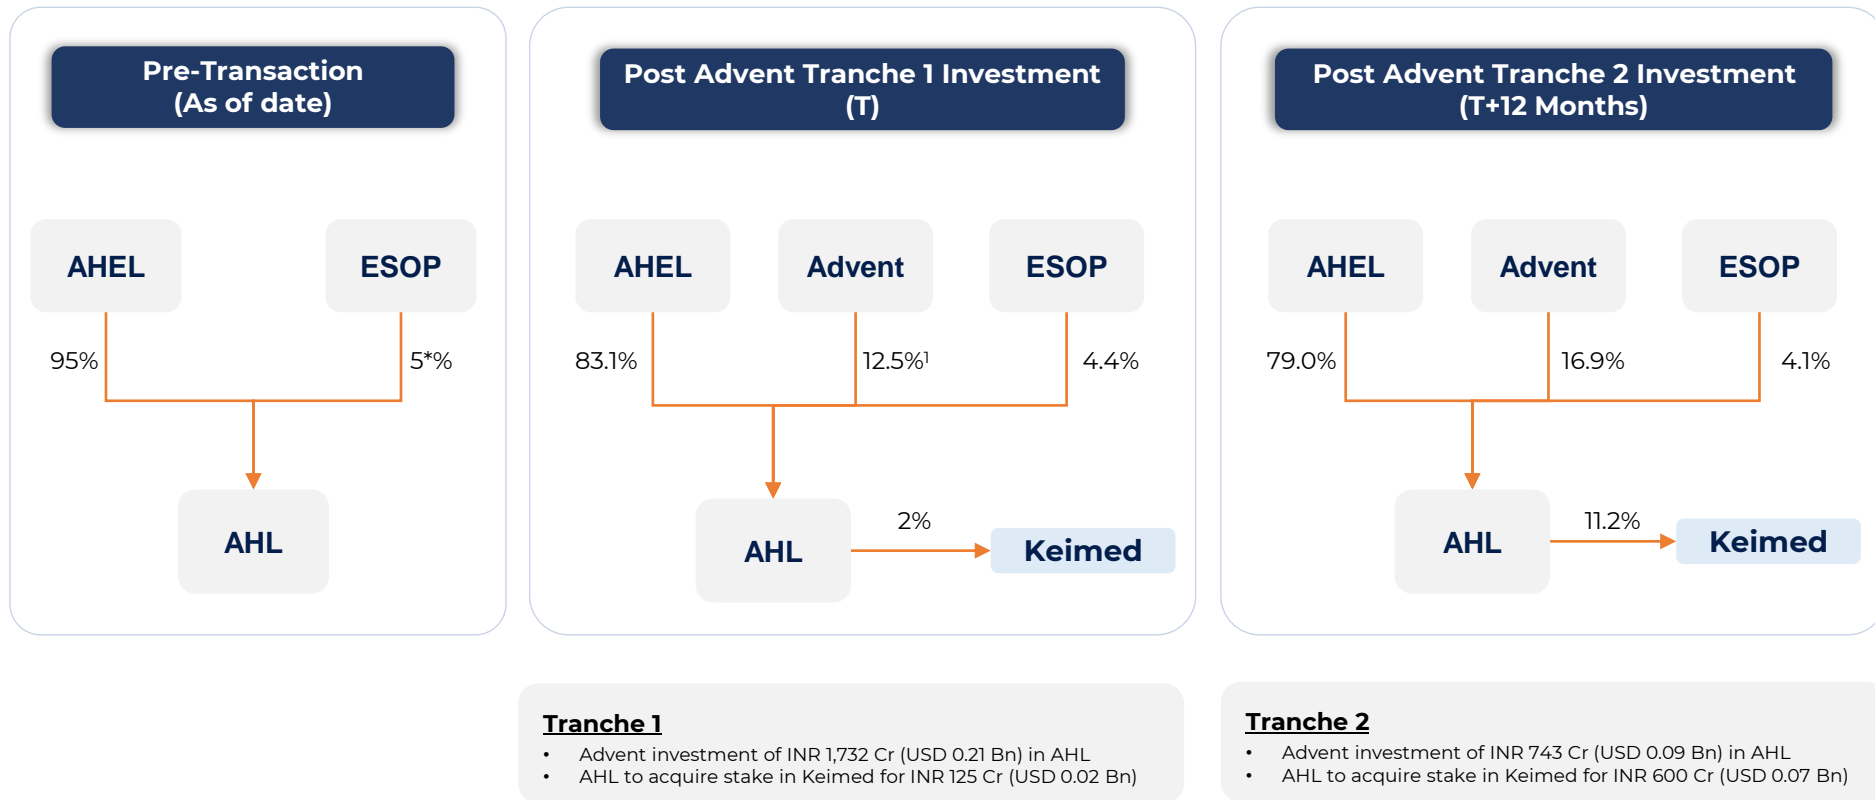 Pre-Transaction
(As of date)
AHEL
ESOP
95%
5*%
AHL
Post Advent Tranche 1 Investment
(T)
AHEL
Advent
ESOP
83.1%
12.5%¹
4.4%
AHL
2%
Keimed
Post Advent Tranche 2 Investment
(T+12 Months)
AHEL
Advent
ESOP
79.0%
16.9%
4.1%
AHL
11.2%
Keimed
Tranche 1
• Advent investment of INR 1,732 Cr (USD 0.21 Bn) in AHL
• AHL to acquire stake in Keimed for INR 125 Cr (USD 0.02 Bn)
Tranche 2
• Advent investment of INR 743 Cr (USD 0.09 Bn) in AHL
• AHL to acquire stake in Keimed for INR 600 Cr (USD 0.07 Bn)